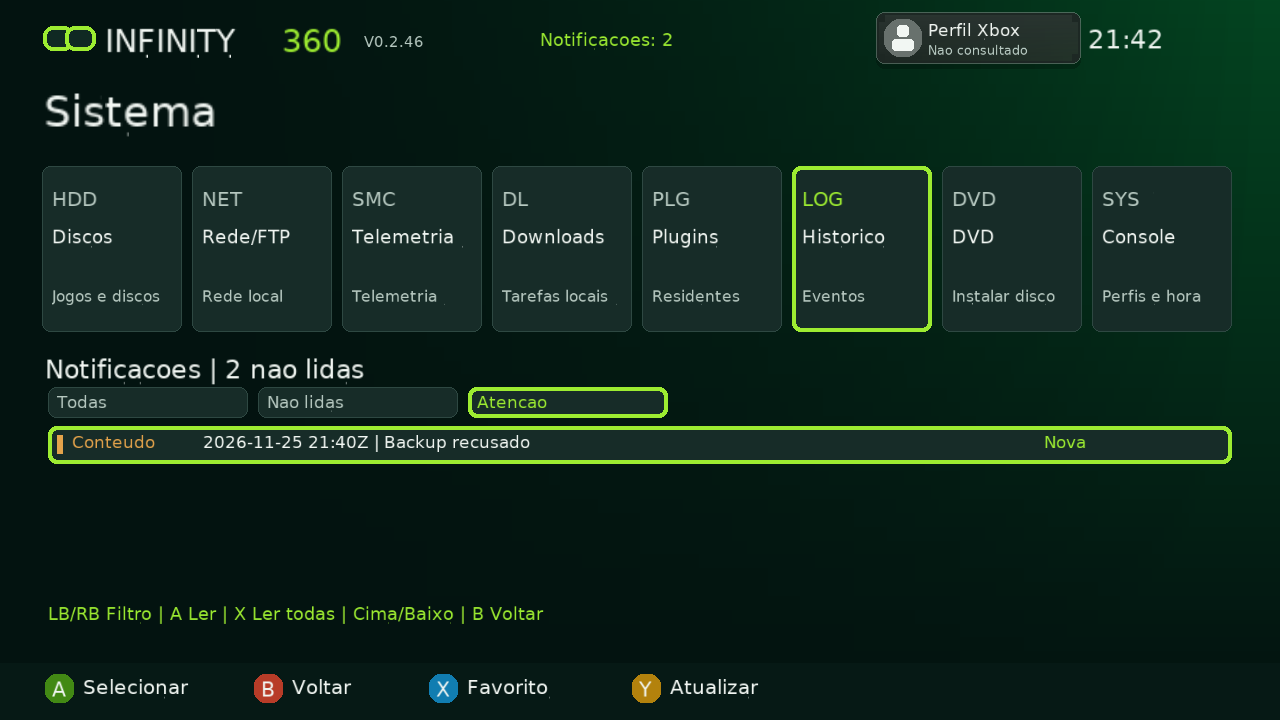 INFINITY 360 V0.2.46 Notificacoes: 2 Perfil Xbox 21:42
Nao consultado
Sistema
HDD NET SMC DL PLG LOG DVD SYS
Discos Rede/FTP Telemetria Downloads Plugins Historico DVD Console
Jogos e discos Rede local Telemetria Tarefas locais Residentes Eventos Instalar disco Perfis e hora
Notificacoes | 2 nao lidas
Todas Nao lidas Atencao
Conteudo 2026-11-25 21:40Z | Backup recusado Nova
LB/RB Filtro | A Ler | X Ler todas | Cima/Baixo | B Voltar
A Selecionar B Voltar X Favorito Y Atualizar